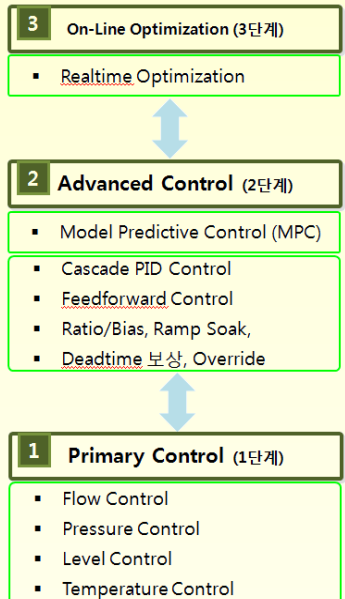 3
On-Line Optimization (3단계)
▪ Realtime Optimization
2
Advanced Control (2단계)
▪ Model Predictive Control (MPC)
▪ Cascade PID Control
▪ Feedforward Control
▪ Ratio/Bias, Ramp Soak,
▪ Deadtime 보상, Override
1
Primary Control (1단계)
▪ Flow Control
▪ Pressure Control
▪ Level Control
▪ Temperature Control